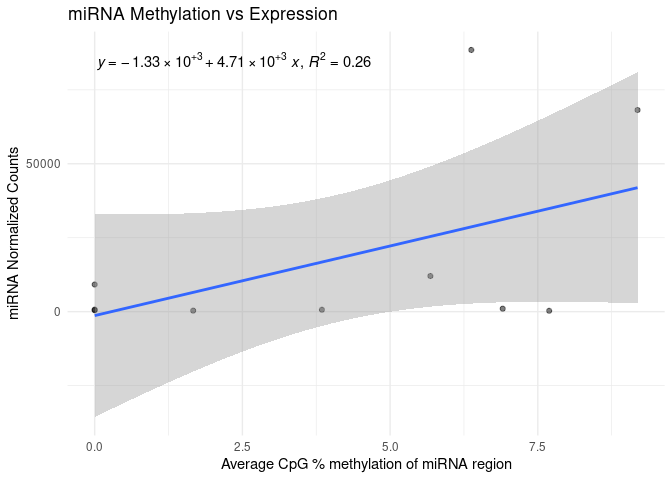 miRNA Methylation vs Expression
y = − 1.33 × 10⁺³ + 4.71 × 10⁺³ x, R² = 0.26
miRNA Normalized Counts
50000
0
0.0 2.5 5.0 7.5
Average CpG % methylation of miRNA region